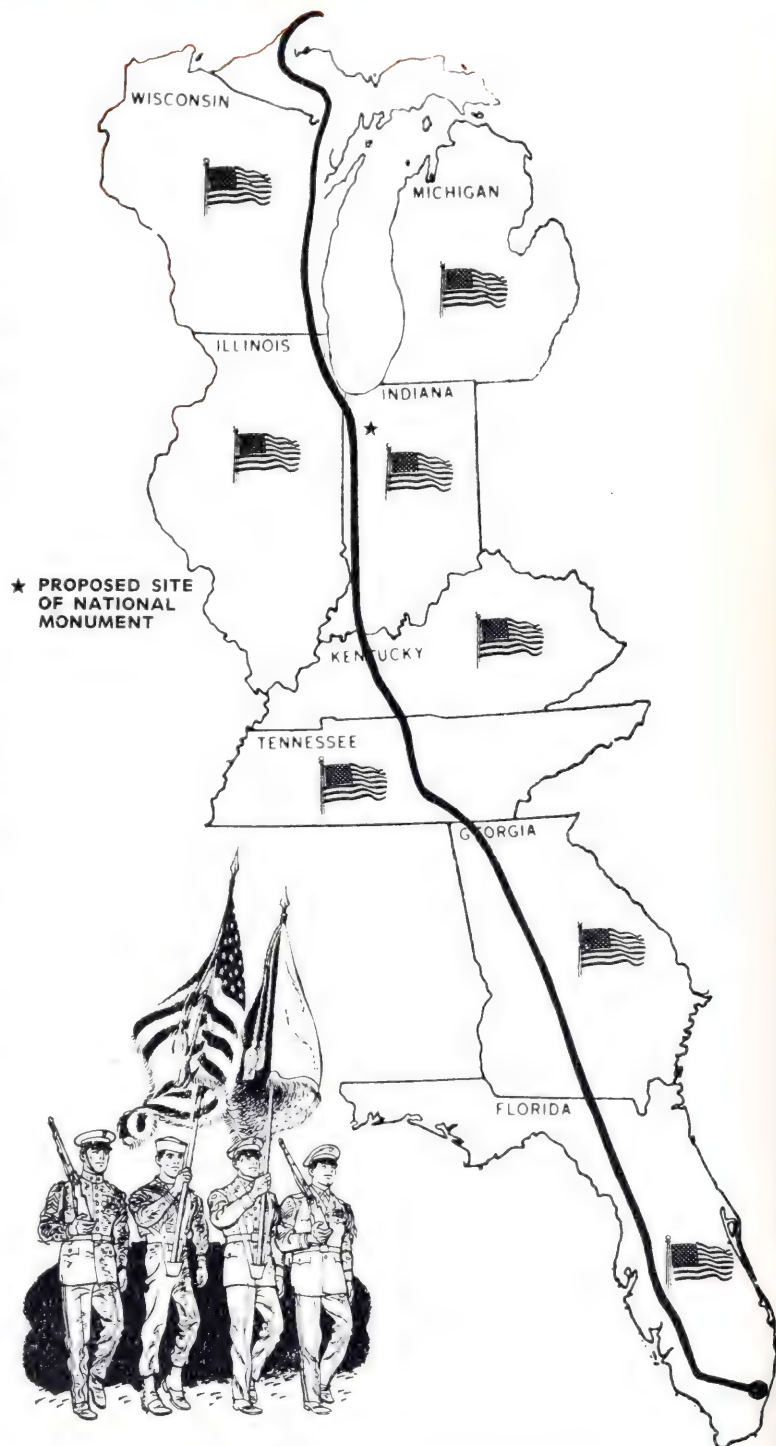 WISCONSIN
MICHIGAN
ILLINOIS
INDIANA
★ PROPOSED SITE
OF NATIONAL
MONUMENT
KENTUCKY
TENNESSEE
GEORGIA
FLORIDA